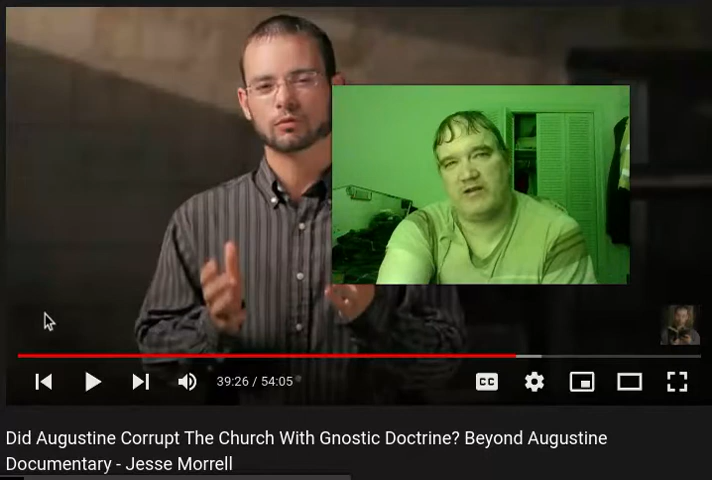 CC
39:26 / 54:05
Did Augustine Corrupt The Church With Gnostic Doctrine? Beyond Augustine
Documentary - Jesse Morrell